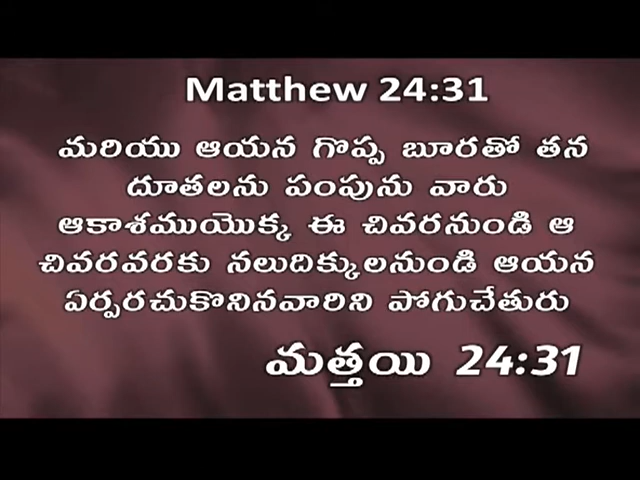 Matthew 24:31
మరియు ఆయన గొప్ప బూరతో తన
దూతలను పంపును వారు
ఆకాశముయొక్క ఈ చివరనుండి ఆ
చివరవరకు నలుదిక్కులనుండి ఆయన
ఏర్పరచుకొనినవారిని పోగుచేతురు
మత్తయి 24:31